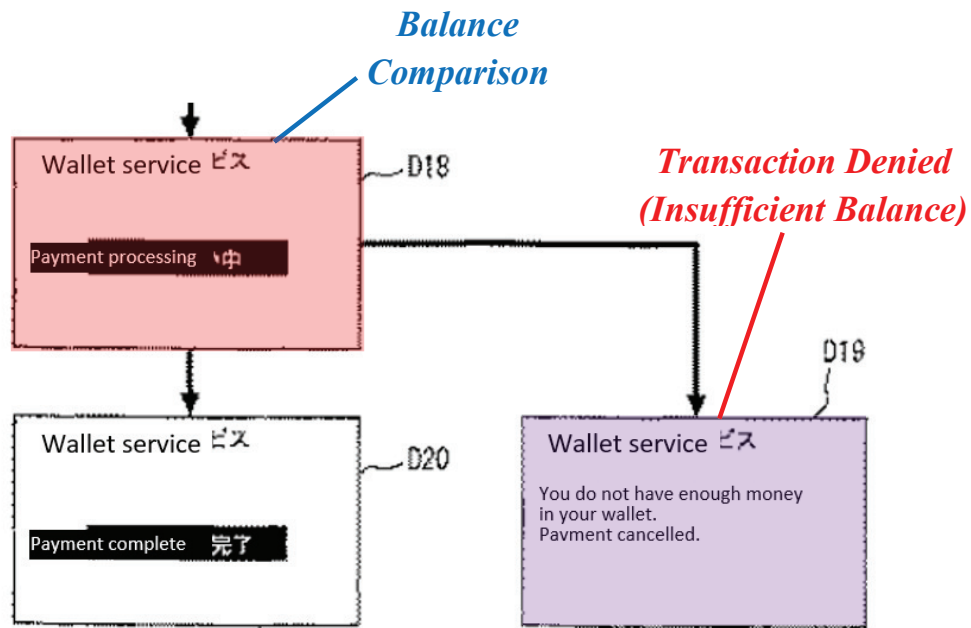 Balance
Comparison
Wallet service ビス
D18
Transaction Denied
(Insufficient Balance)
Payment processing 中
D19
Wallet service ビス
D20
Wallet service ビス
You do not have enough money
in your wallet.
Pavment cancelled.
Payment complete 完了